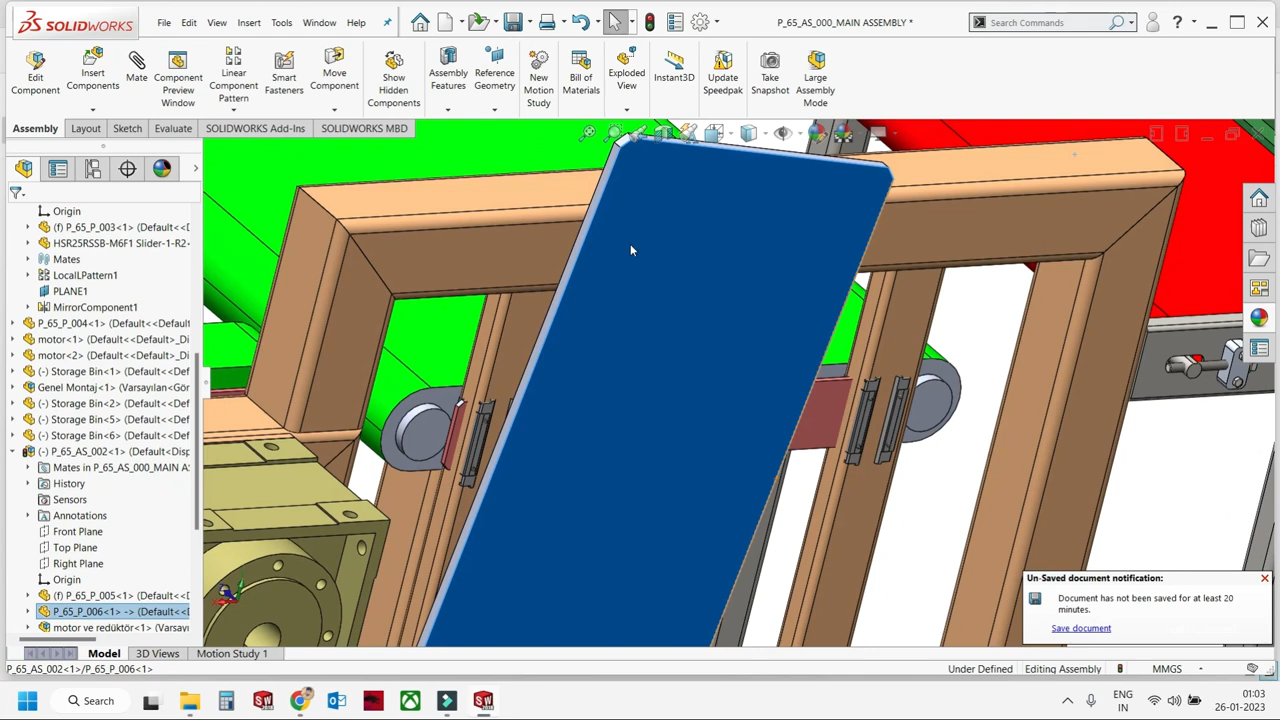 SOLIDWORKS
File Edit View Insert Tools Window Help
P_65_AS_000_MAIN ASSEMBLY *
Search Commands
Edit Component
Insert Components
Mate
Component Preview Window
Linear Component Pattern
Smart Fasteners
Move Component
Show Hidden Components
Assembly Features
Reference Geometry
New Motion Study
Bill of Materials
Exploded View
Instant3D
Update Speedpak
Take Snapshot
Large Assembly Mode
Assembly Layout Sketch Evaluate SOLIDWORKS Add-Ins SOLIDWORKS MBD
Origin
(f) P_65_P_003<1> (Default<<D
HSR25RSSB-M6F1 Slider-1-R2-
Mates
LocalLPattern1
PLANE1
MirrorComponent1
P_65_P_004<1> (Default<<Default
motor<1> (Default<<Default>_Di
motor<2> (Default<<Default>_Di
(-) Storage Bin<1> (Default<<Def
Genel Montaj<1> (Varsayılan<Gör
(-) Storage Bin<2> (Default<<Def
(-) Storage Bin<5> (Default<<Def
(-) Storage Bin<6> (Default<<Def
(-) P_65_AS_002<1> (Default<Disp
Mates in P_65_AS_000_MAIN A
History
Sensors
Annotations
Front Plane
Top Plane
Right Plane
Origin
(f) P_65_P_005<1> (Default<<D
P_65_P_006<1> -> (Default<<D
motor ve redüktör<1> (Varsay
Un-Saved document notification:
Document has not been saved for at least 20
minutes.
Save document
Model 3D Views Motion Study 1
P_65_AS_002<1>/P_65_P_006<1>
Under Defined Editing Assembly MMGS
Search
ENG
IN
01:03
26-01-2023